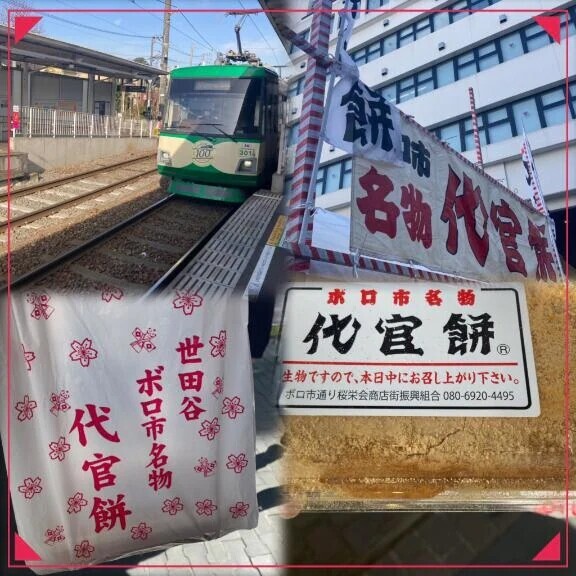 100
301
餅
ロ市
名物
代官餅
世田谷
ボロ市名物
代官餅
ボロ市名物
代官餅®
生物ですので、本日中にお召し上がり下さい。
ボロ市通り桜栄会商店街振興組合 080-6920-4495